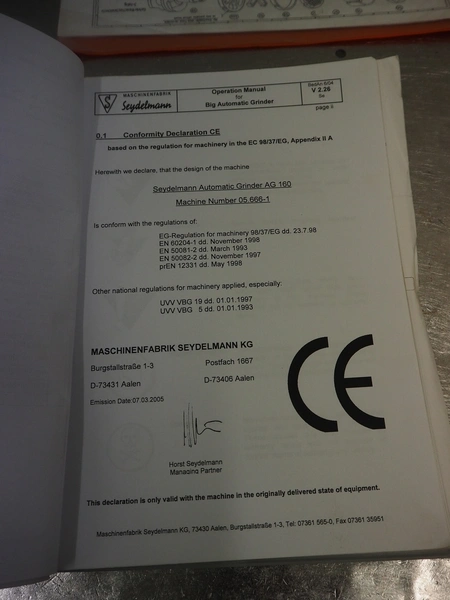 MASCHINENFABRIK
Seydelmann
Operation Manual
for
Big Automatic Grinder
V 2.26
Se
page ii
0.1 Conformity Declaration CE
based on the regulation for machinery in the EC 98/37/EG, Appendix II A
Herewith we declare, that the design of the machine
Seydelmann Automatic Grinder AG 160
Machine Number 05.666-1
Is conform with the regulations of:
EG-Regulation for machinery 98/37/EG dd. 23.7.98
EN 60204-1 dd. November 1998
EN 50081-2 dd. March 1993
EN 50082-2 dd. November 1997
prEN 12331 dd. May 1998
Other national regulations for machinery applied, especially:
UVV VBG 19 dd. 01.01.1997
UVV VBG 5 dd. 01.01.1993
MASCHINENFABRIK SEYDELMANN KG
Burgstallstraße 1-3 Postfach 1667
D-73431 Aalen D-73406 Aalen
Emission Date:07.03.2005
CE
Horst Seydelmann
Managing Partner
This declaration is only valid with the machine in the originally delivered state of equipment.
Maschinenfabrik Seydelmann KG, 73430 Aalen, Burgstallstraße 1-3, Tel: 07361 565-0, Fax 07361 35951